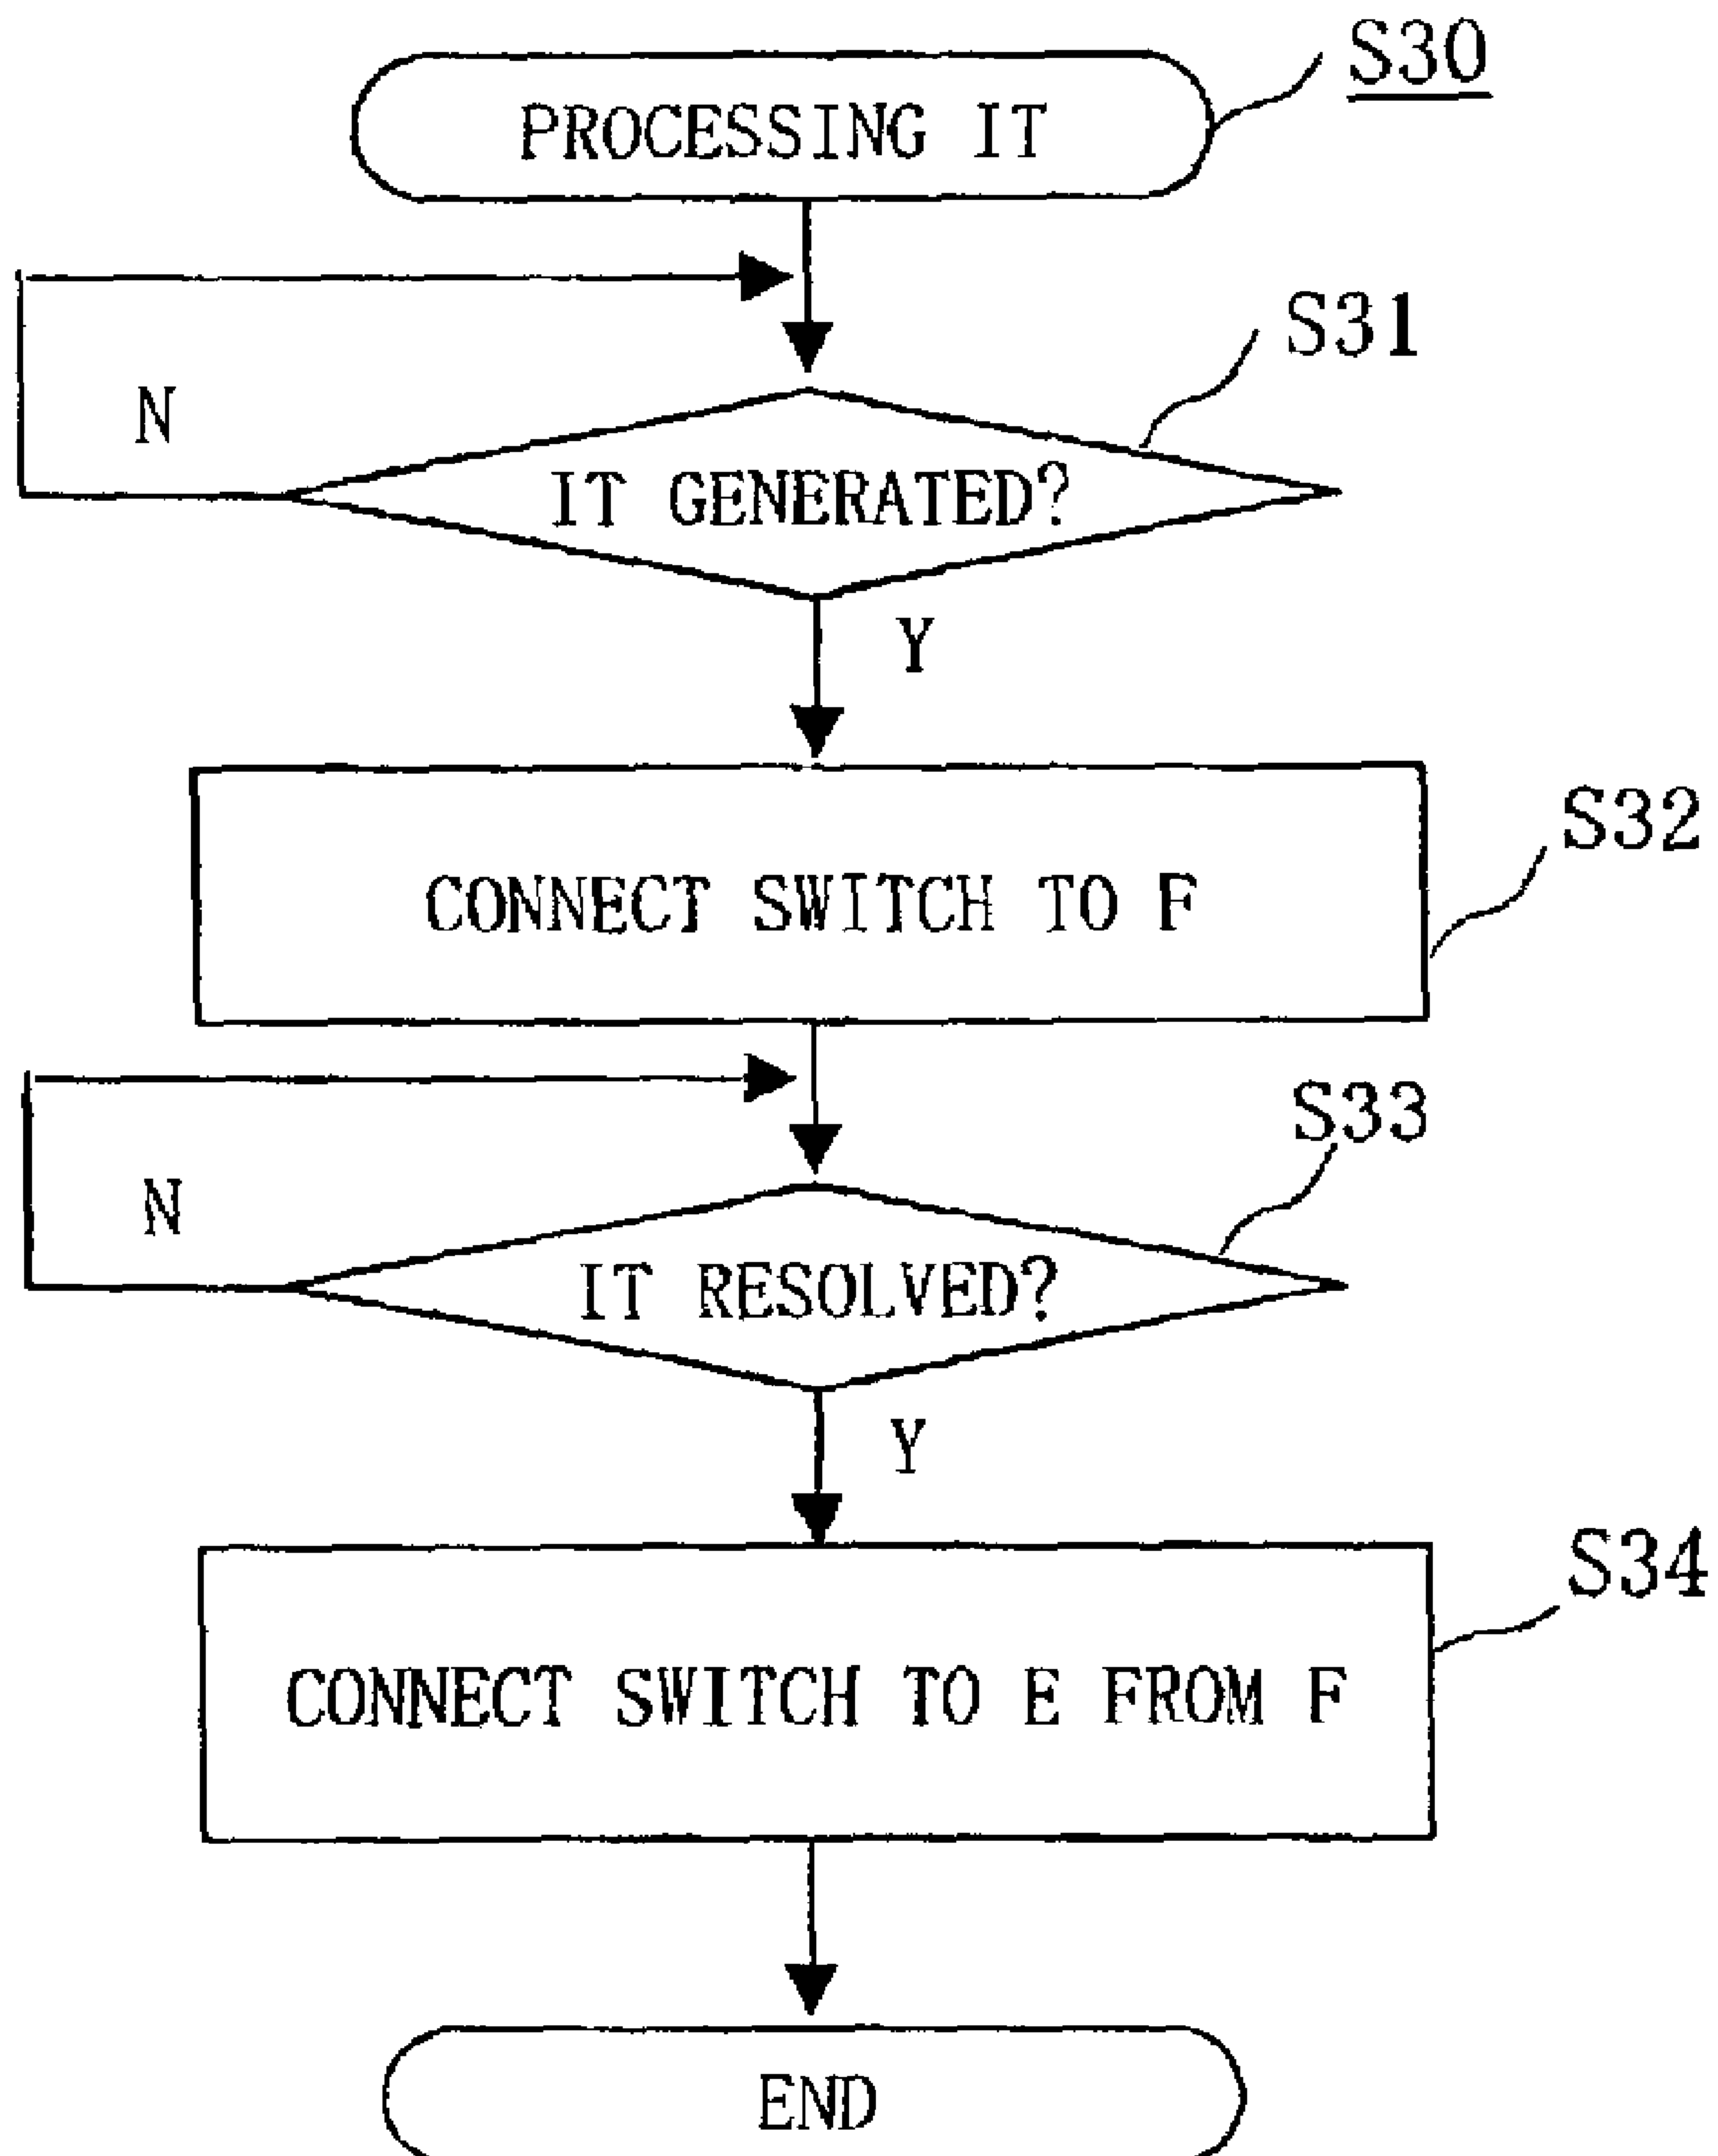 S30
PROCESSING IT
S31
N
IT GENERATED?
Y
S32
CONNECT SWITCH TO F
S33
N
IT RESOLVED?
Y
S34
CONNECT SWITCH TO E FROM F
END